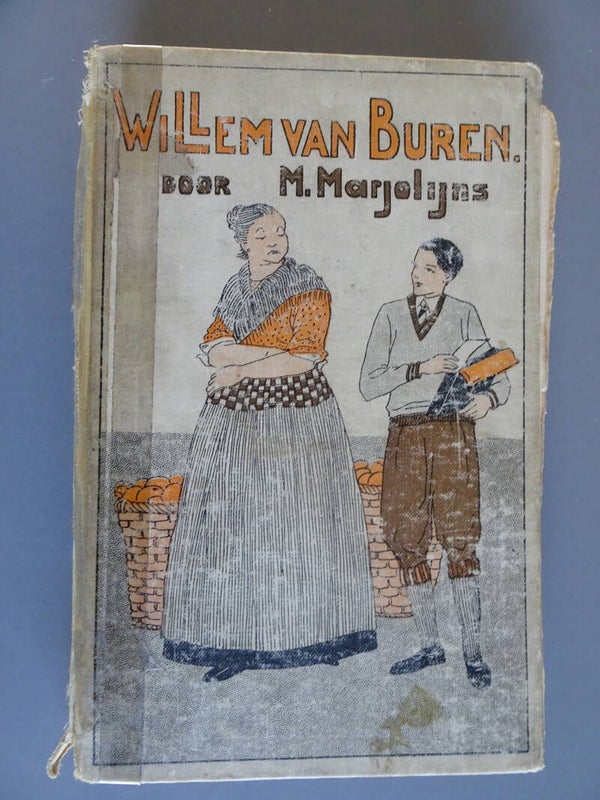 WILLEM VAN BUREN.
DOOR M. Marjolijns